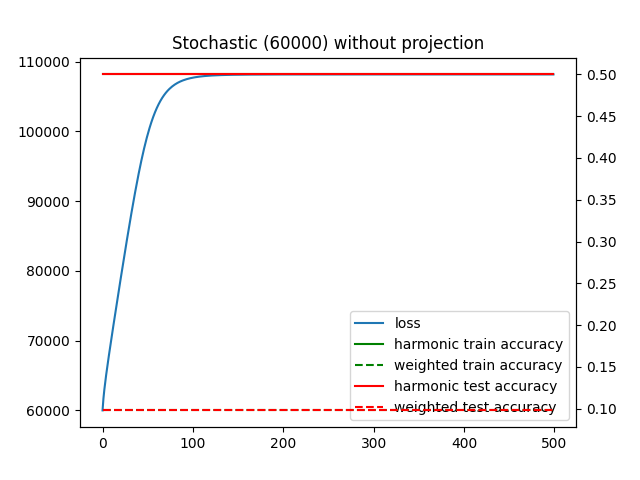 Stochastic (60000) without projection
110000
100000
90000
80000
70000
60000
0.50
0.45
0.40
0.35
0.30
0.25
0.20
0.15
0.10
loss
harmonic train accuracy
weighted train accuracy
harmonic test accuracy
weighted test accuracy
0 100 200 300 400 500